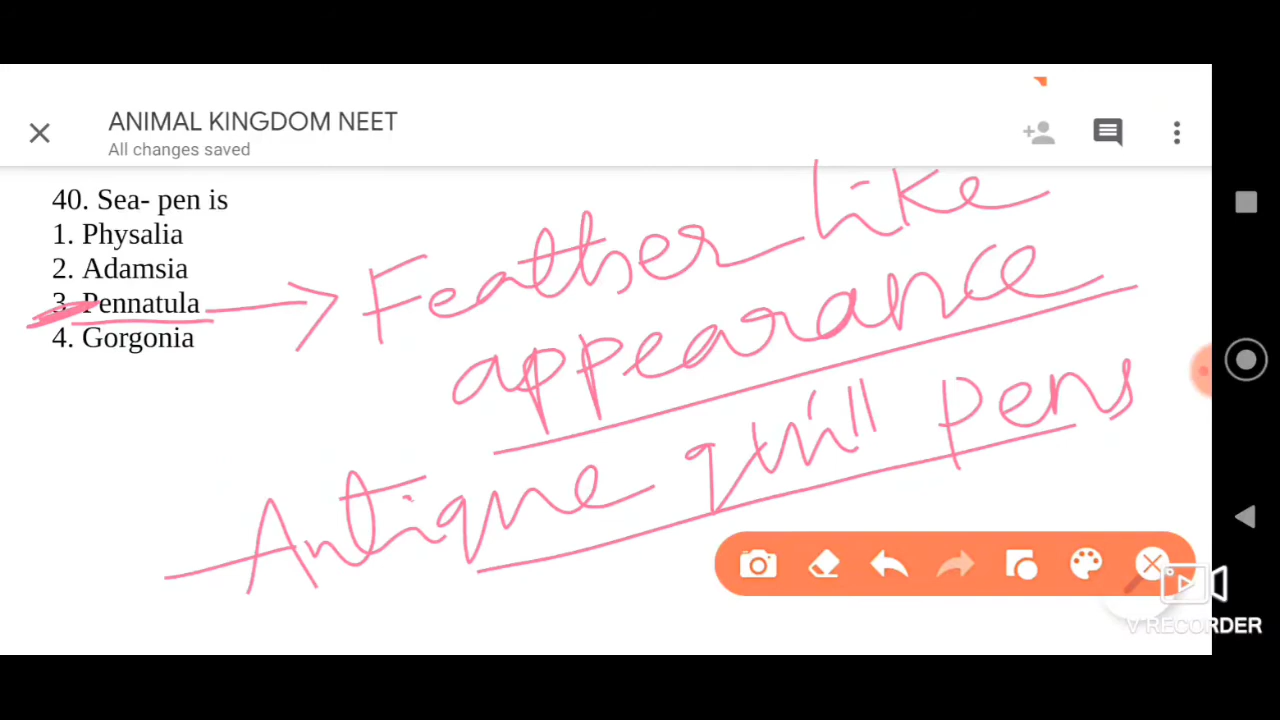 ANIMAL KINGDOM NEET
All changes saved
40. Sea- pen is
1. Physalia
2. Adamsia
3. Pennatula
4. Gorgonia
Feather like
appearance
Antique quill pens
V RECORDER